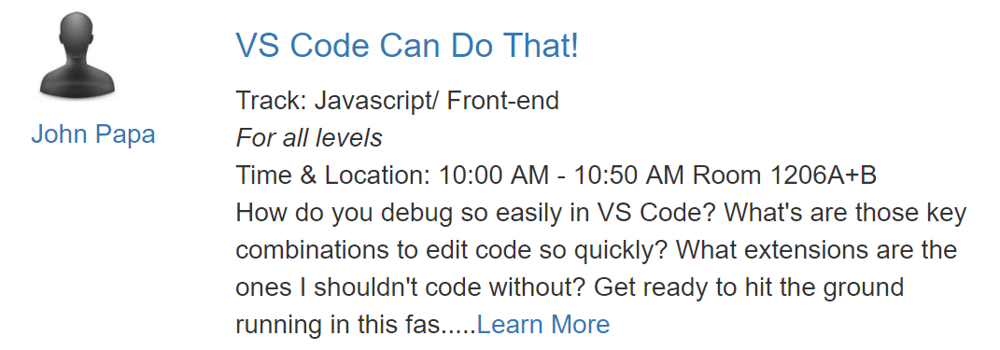 VS Code Can Do That!
John Papa
Track: Javascript/ Front-end
For all levels
Time & Location: 10:00 AM - 10:50 AM Room 1206A+B
How do you debug so easily in VS Code? What's are those key
combinations to edit code so quickly? What extensions are the
ones I shouldn't code without? Get ready to hit the ground
running in this fas.....Learn More